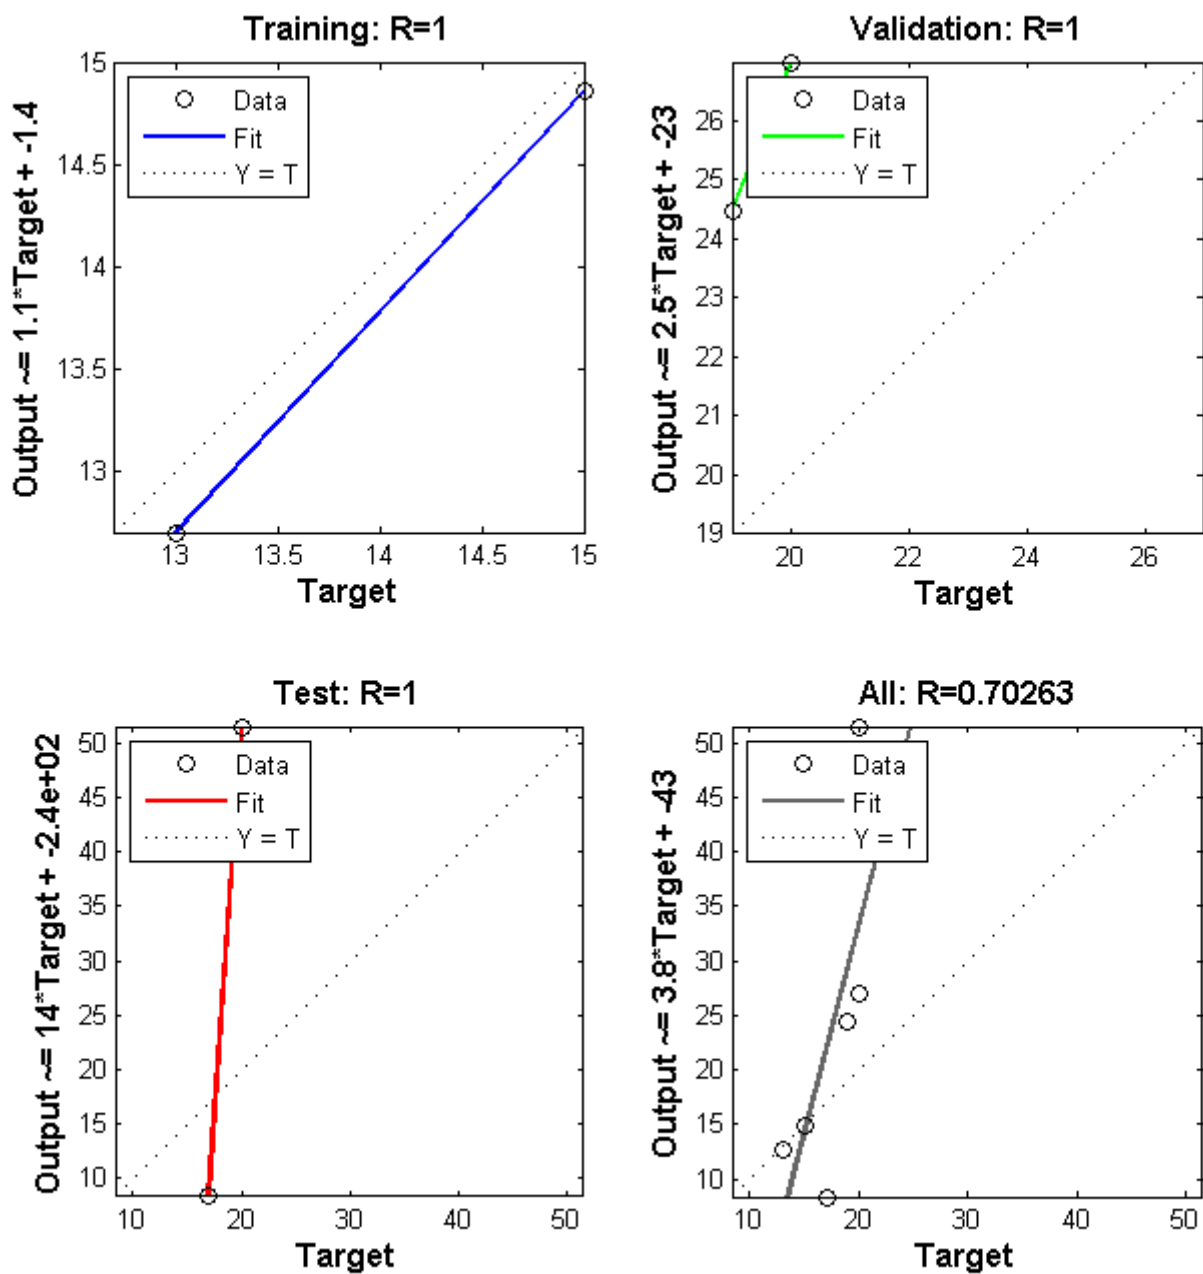 Training: R=1
Output ~= 1.1*Target + -1.4
15
14.5
14
13.5
13
Data
Fit
Y = T
13
13.5
14
14.5
15
Target
Validation: R=1
Output ~= 2.5*Target + -23
26
25
24
23
22
21
20
19
Data
Fit
Y = T
20
22
24
26
Target
Test: R=1
Output ~= 14*Target + -2.4e+02
50
45
40
35
30
25
20
15
10
Data
Fit
Y = T
10
20
30
40
50
Target
All: R=0.70263
Output ~= 3.8*Target + -43
50
45
40
35
30
25
20
15
10
Data
Fit
Y = T
10
20
30
40
50
Target